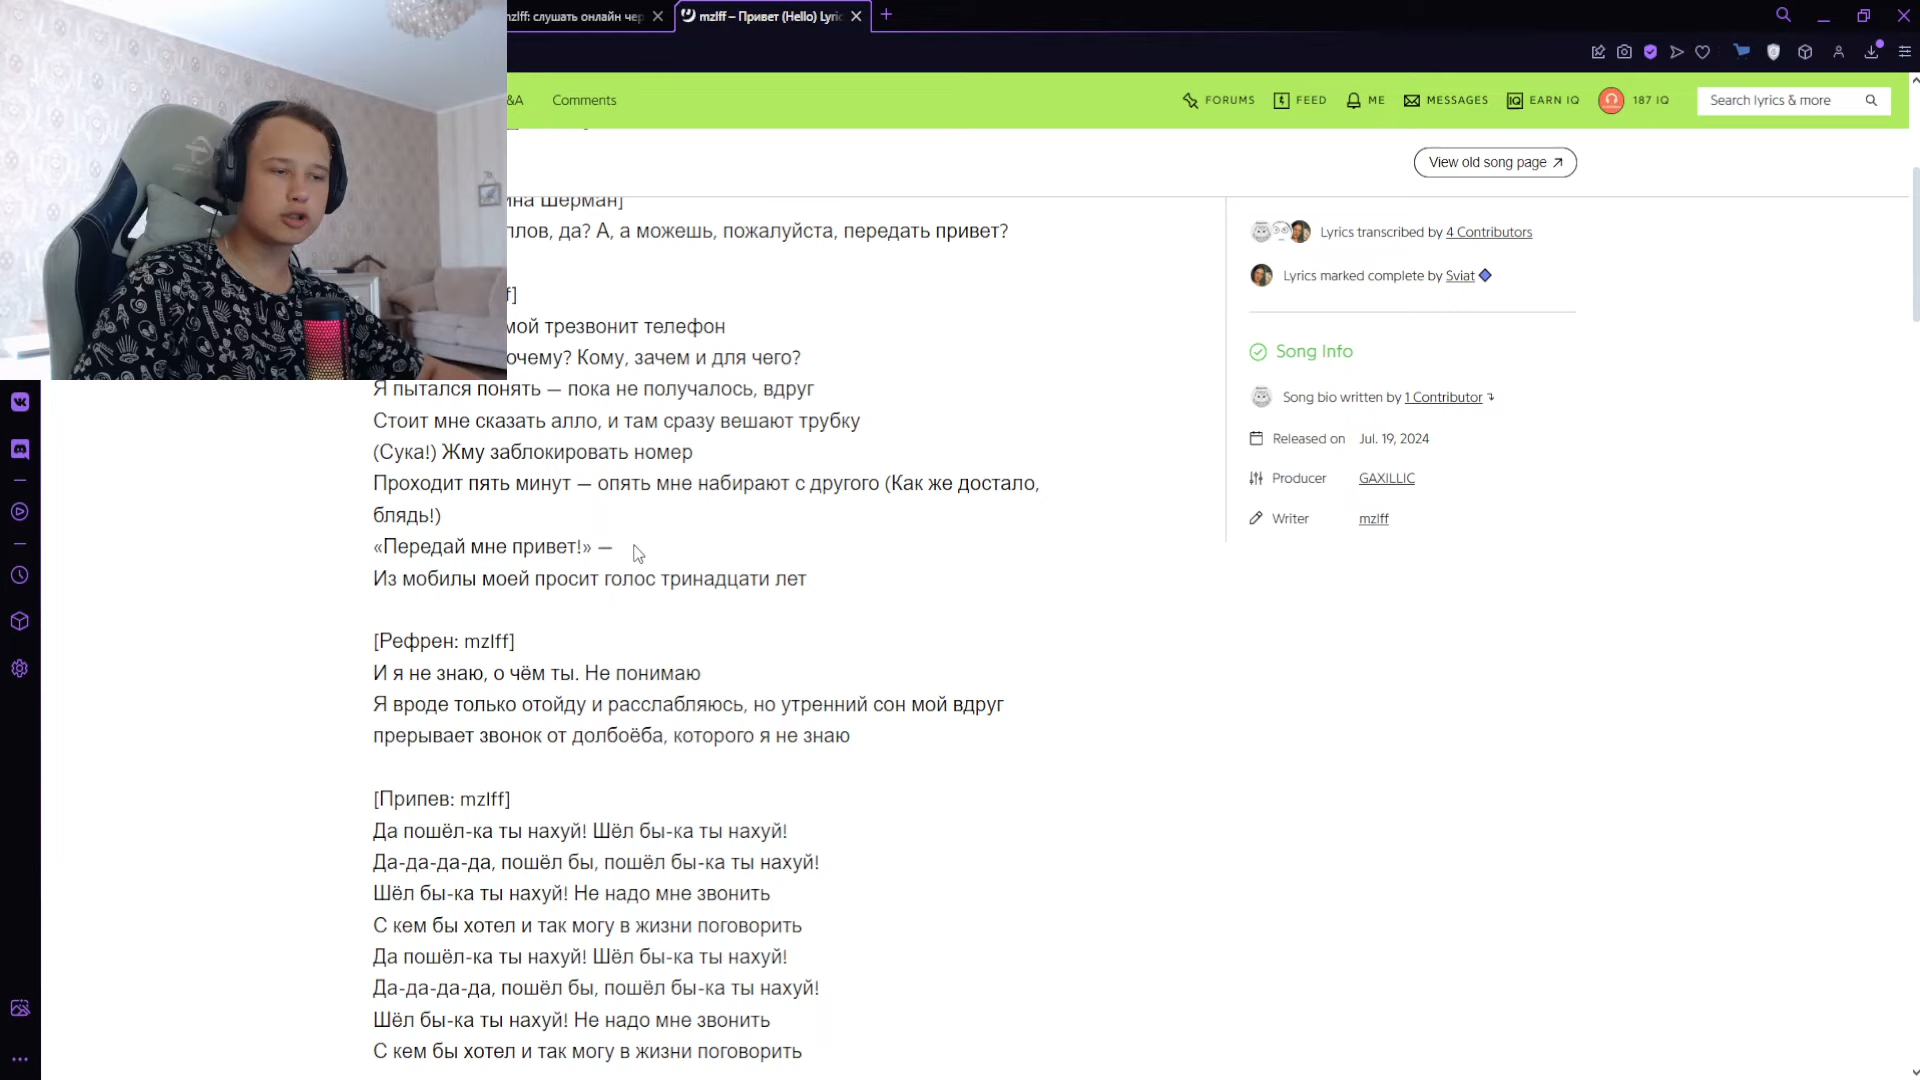 mzlff: слушать онлайн чер
mzlff – Привет (Hello) Lyric
&A Comments FORUMS FEED ME MESSAGES EARN IQ 187 IQ Search lyrics & more
View old song page
ина Шерман]
плов, да? А, а можешь, пожалуйста, передать привет?
f]
мой трезвонит телефон
очему? Кому, зачем и для чего?
Я пытался понять — пока не получалось, вдруг
Стоит мне сказать алло, и там сразу вешают трубку
(Сука!) Жму заблокировать номер
Проходит пять минут — опять мне набирают с другого (Как же достало,
блядь!)
«Передай мне привет!» —
Из мобилы моей просит голос тринадцати лет
[Рефрен: mzlff]
И я не знаю, о чём ты. Не понимаю
Я вроде только отойду и расслабляюсь, но утренний сон мой вдруг
прерывает звонок от долбоёба, которого я не знаю
[Припев: mzlff]
Да пошёл-ка ты нахуй! Шёл бы-ка ты нахуй!
Да-да-да-да, пошёл бы, пошёл бы-ка ты нахуй!
Шёл бы-ка ты нахуй! Не надо мне звонить
С кем бы хотел и так могу в жизни поговорить
Да пошёл-ка ты нахуй! Шёл бы-ка ты нахуй!
Да-да-да-да, пошёл бы, пошёл бы-ка ты нахуй!
Шёл бы-ка ты нахуй! Не надо мне звонить
С кем бы хотел и так могу в жизни поговорить
Lyrics transcribed by 4 Contributors
Lyrics marked complete by Sviat
Song Info
Song bio written by 1 Contributor
Released on Jul. 19, 2024
Producer GAXILLIC
Writer mzlff